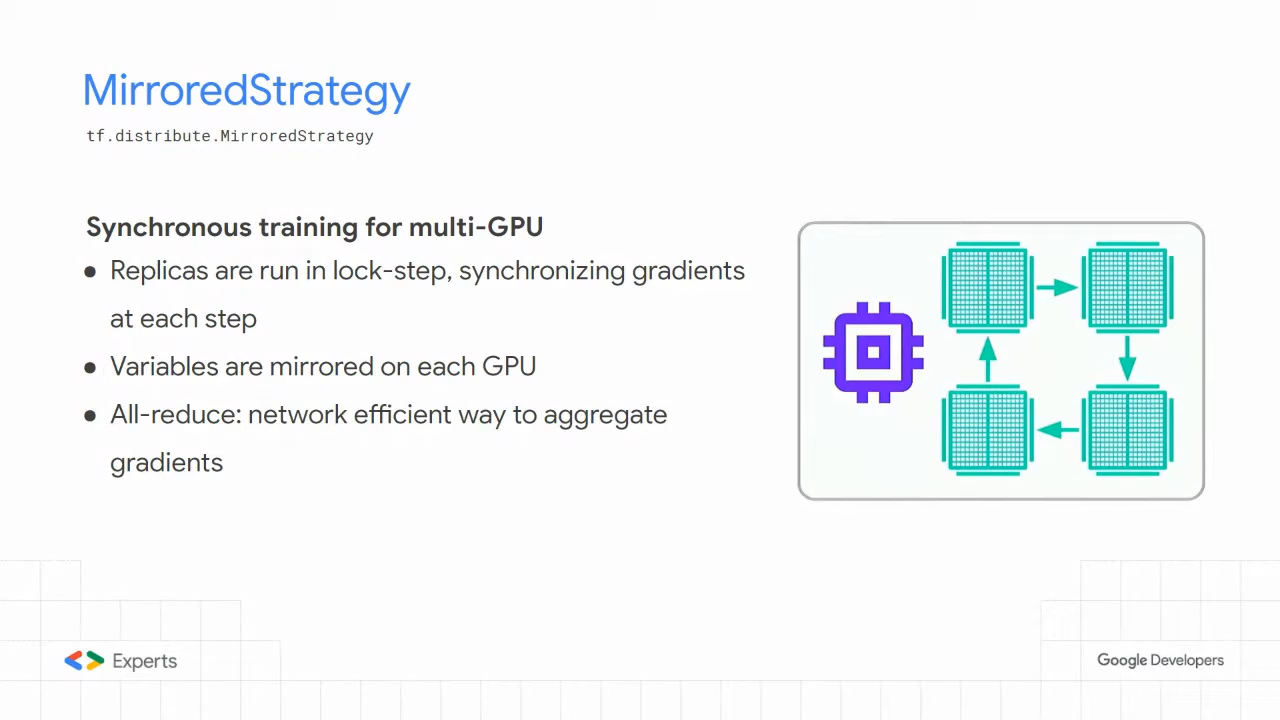 MirroredStrategy
tf.distribute.MirroredStrategy
Synchronous training for multi-GPU
● Replicas are run in lock-step, synchronizing gradients
at each step
● Variables are mirrored on each GPU
● All-reduce: network efficient way to aggregate
gradients
Experts
Google Developers